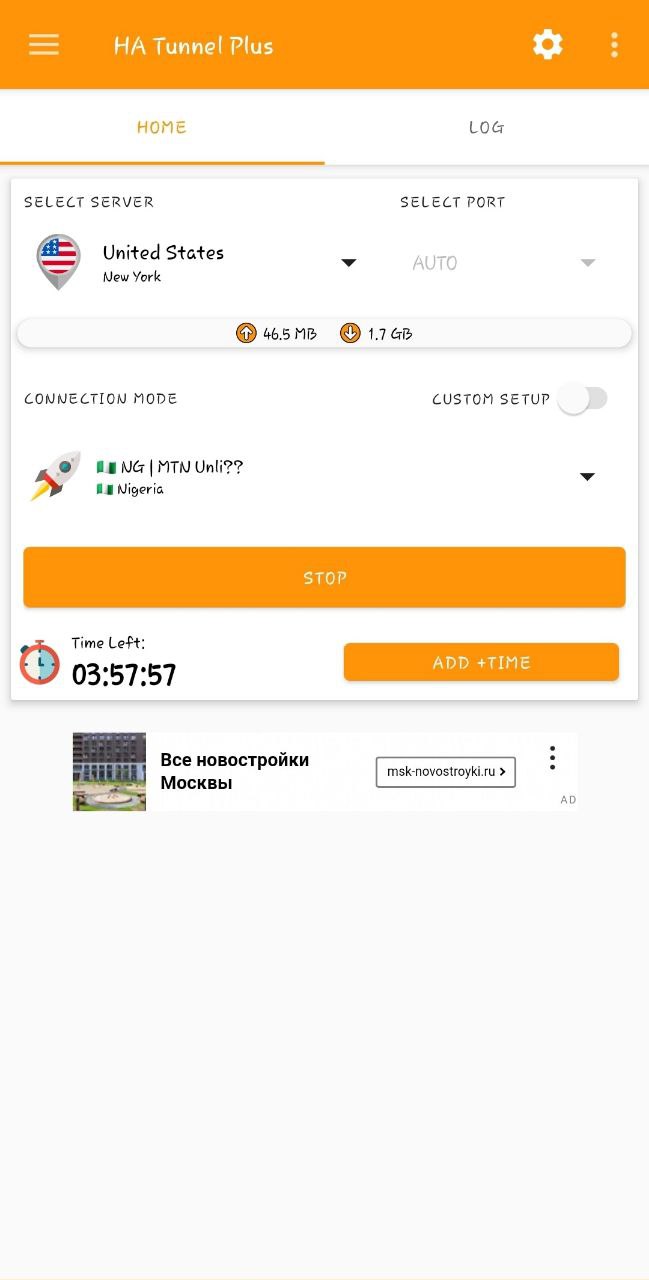 HA Tunnel Plus
HOME
LOG
SELECT SERVER
SELECT PORT
United States
New York
AUTO
46.5 MB
1.7 GB
CONNECTION MODE
CUSTOM SETUP
🇳🇬 NG | MTN Unli??
🇳🇬 Nigeria
STOP
Time Left:
03:57:57
ADD +TIME
Все новостройки
Москвы
msk-novostroyki.ru >
AD